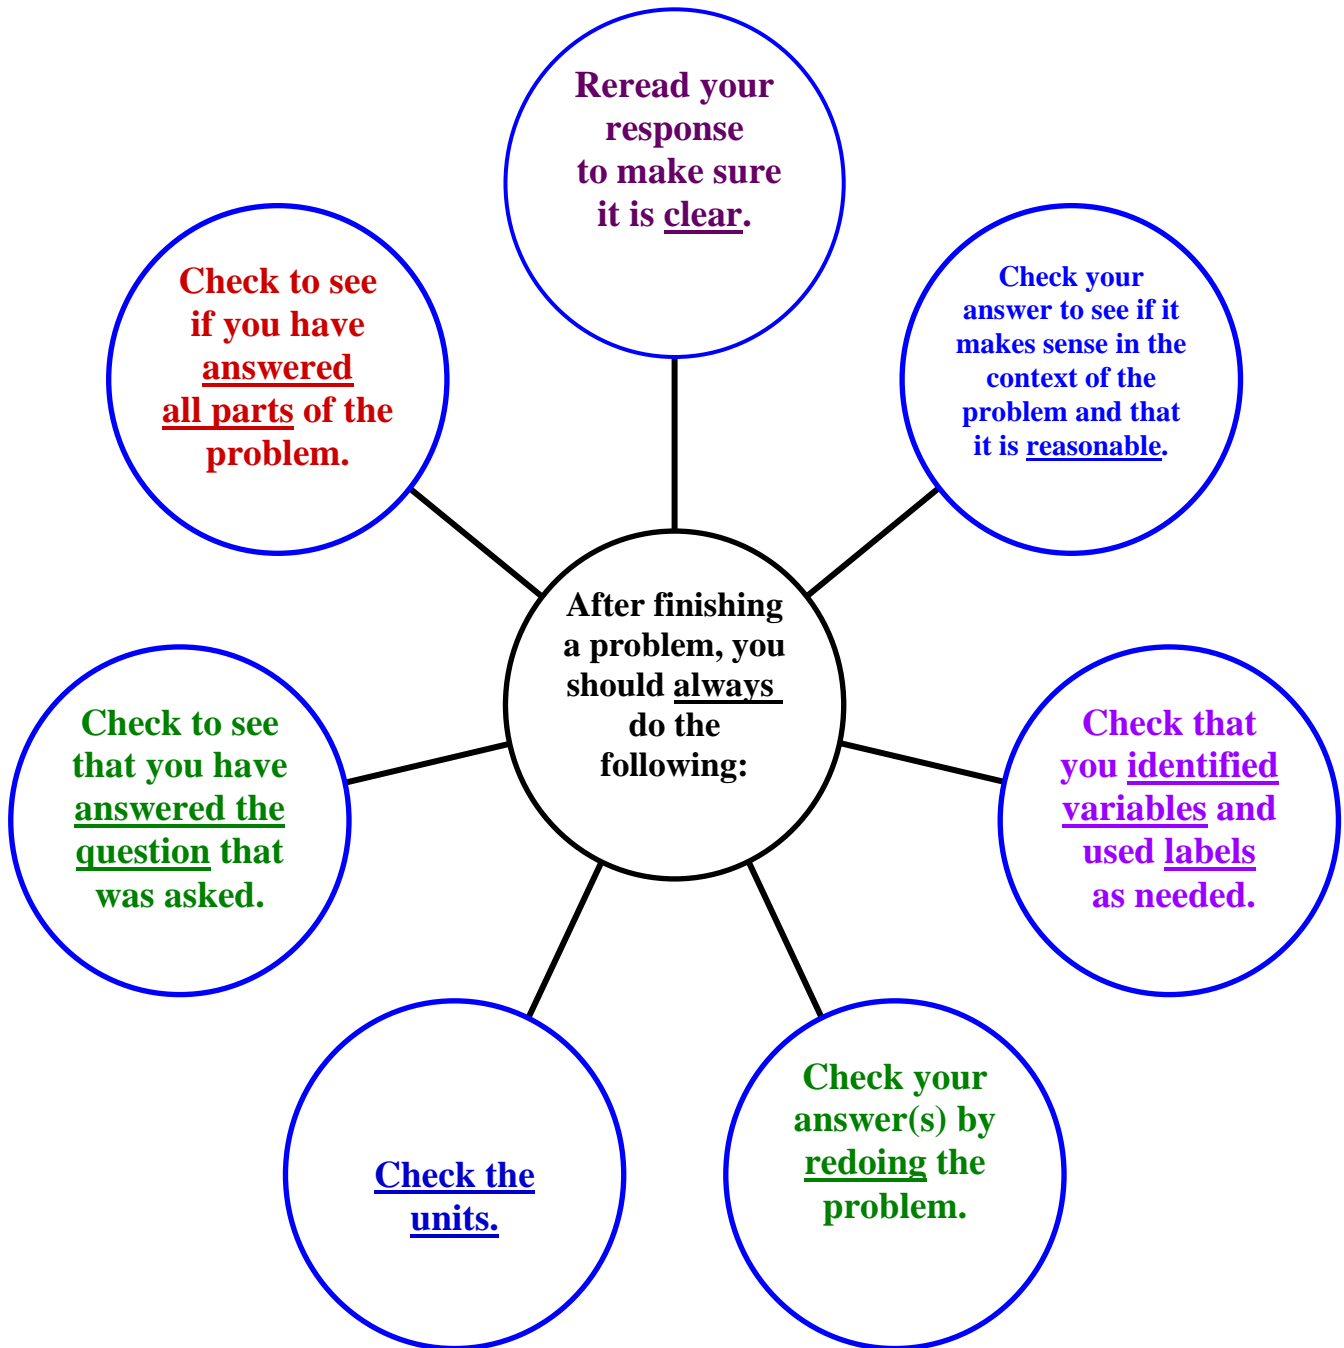 Reread your
response
to make sure
it is clear.
Check to see
if you have
answered
all parts of the
problem.
Check your
answer to see if it
makes sense in the
context of the
problem and that
it is reasonable.
After finishing
a problem, you
should always
do the
following:
Check to see
that you have
answered the
question that
was asked.
Check that
you identified
variables and
used labels
as needed.
Check the
units.
Check your
answer(s) by
redoing the
problem.